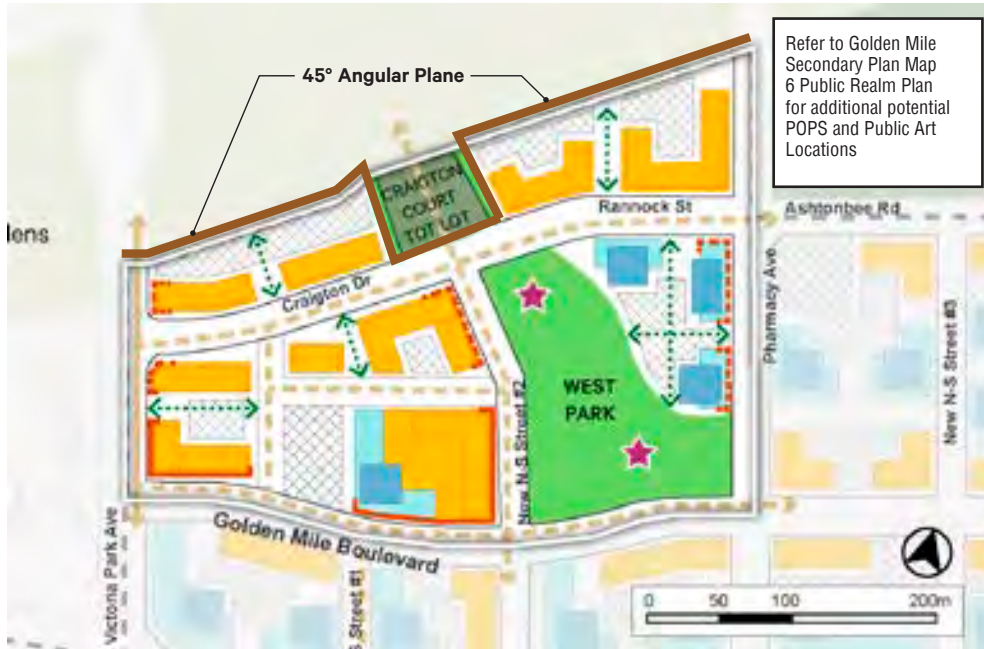 45° Angular Plane
Refer to Golden Mile
Secondary Plan Map
6 Public Realm Plan
for additional potential
POPS and Public Art
Locations
CRAIGTON
COURT
TOT LOT
Rannock St
Ashtonbee Rd
lens
Craigton Dr
Pharmacy Ave
New N-S Street #3
WEST
PARK
New N-S Street #2
Golden Mile Boulevard
Victoria Park Ave
S Street #1
0 50 100 200m